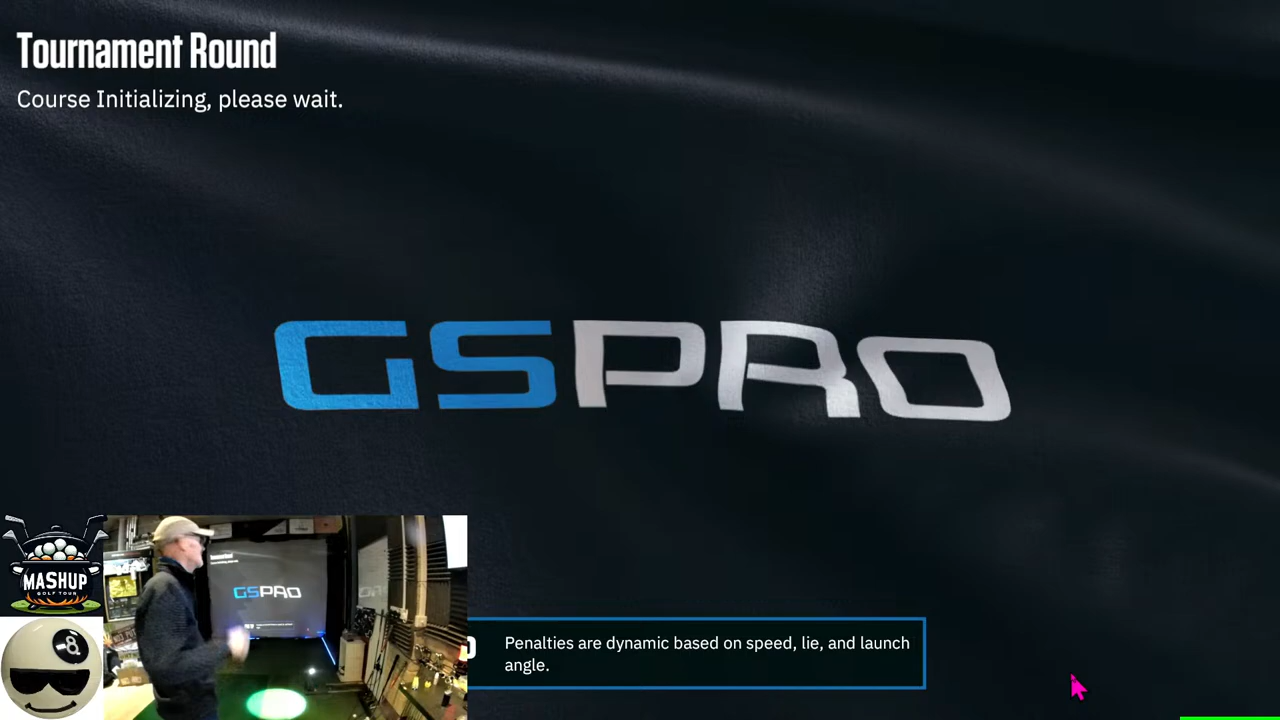 Tournament Round
Course Initializing, please wait.
GSPRO
MASHUP
GOLF TOUR
8
GSPRO
Penalties are dynamic based on speed, lie, and launch
angle.